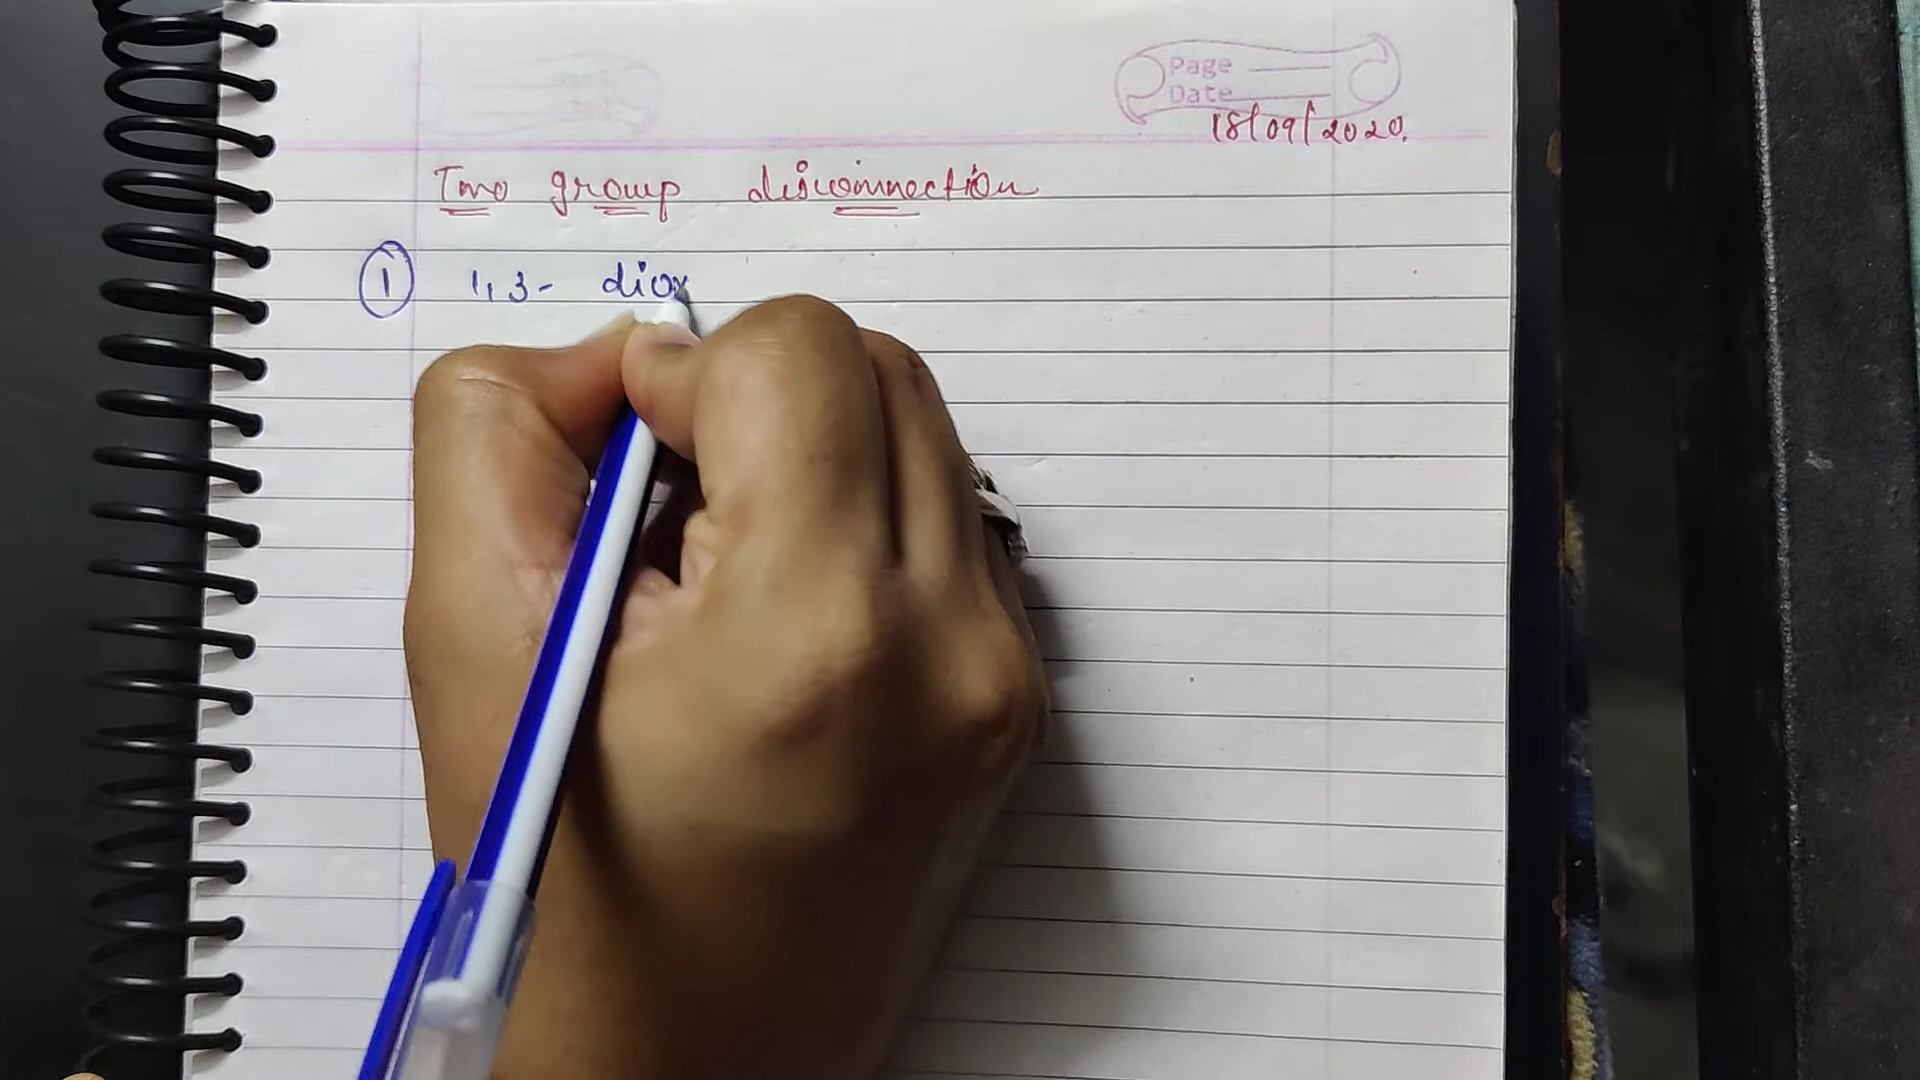 Page
Date
18/09/2020.
Two group disconnection
① 1,3- diox